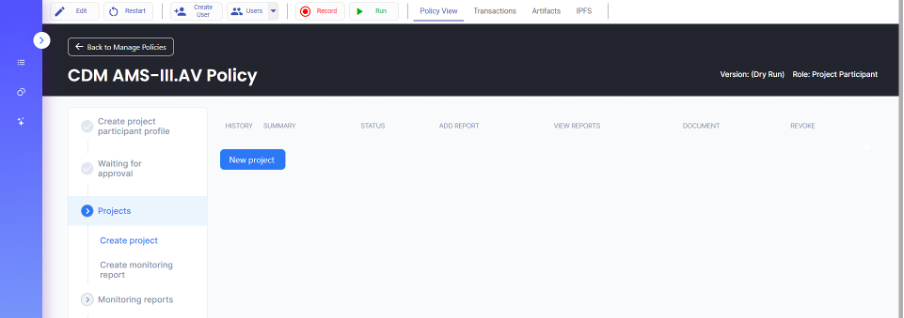 Edit Restart Create User Users Record Run Policy View Transactions Artifacts IPFS
Back to Manage Policies
CDM AMS-III.AV Policy
Version: (Dry Run) Role: Project Participant
Create project
participant profile
Waiting for
approval
Projects
Create project
Create monitoring
report
Monitoring reports
HISTORY SUMMARY STATUS ADD REPORT VIEW REPORTS DOCUMENT REVOKE
New project